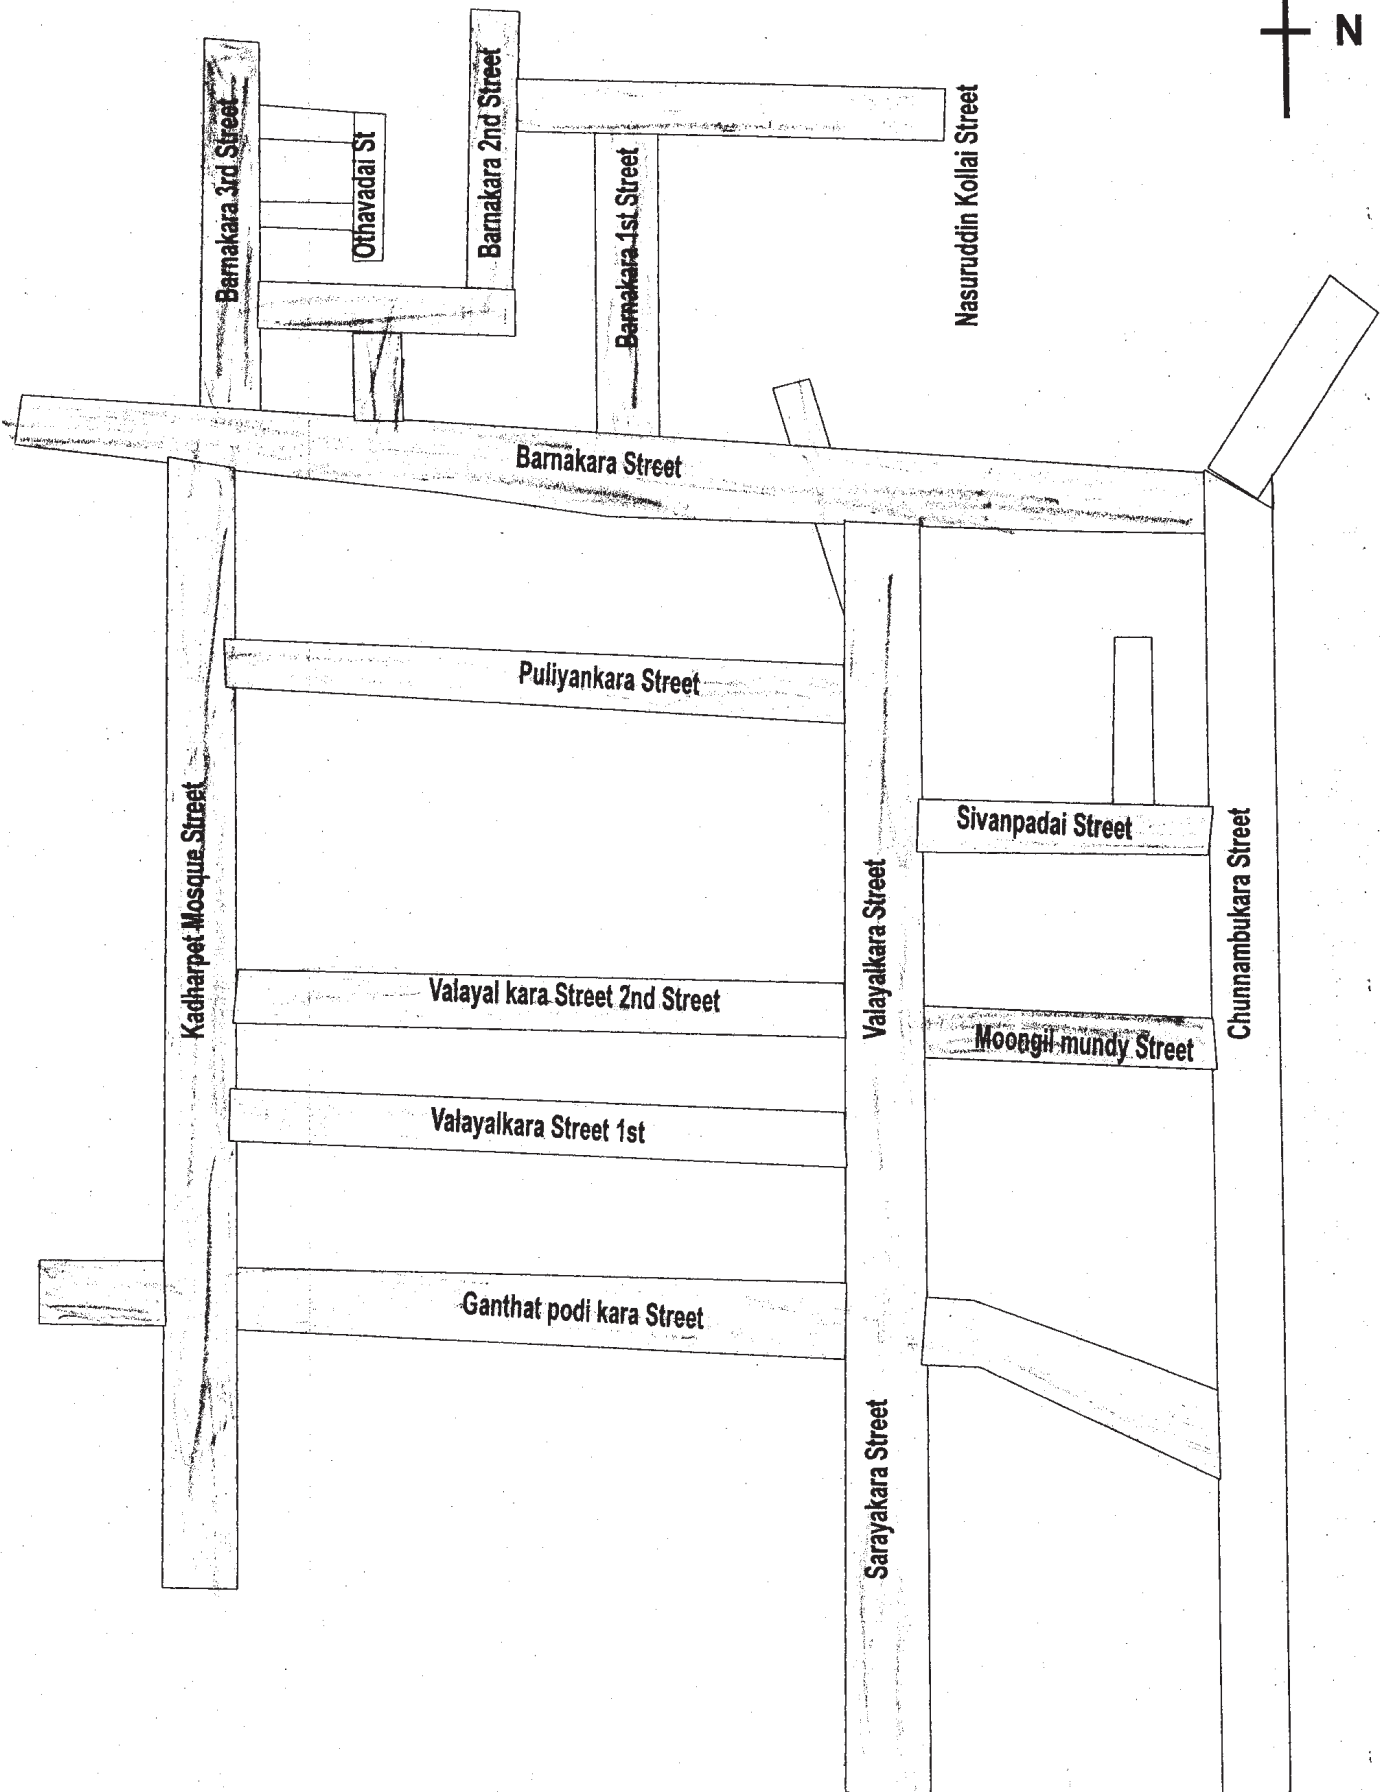 N
Barnakara 3rd Street
Othavadai St
Barnakara 2nd Street
Barnakara 1st Street
Nasuruddin Kollai Street
Barnakara Street
Puliyankara Street
Kadharpet Mosque Street
Valayalkara Street
Sivanpadai Street
Chunnambukara Street
Valayal kara Street 2nd Street
Moongil mundy Street
Valayalkara Street 1st
Ganthat podi kara Street
Sarayakara Street